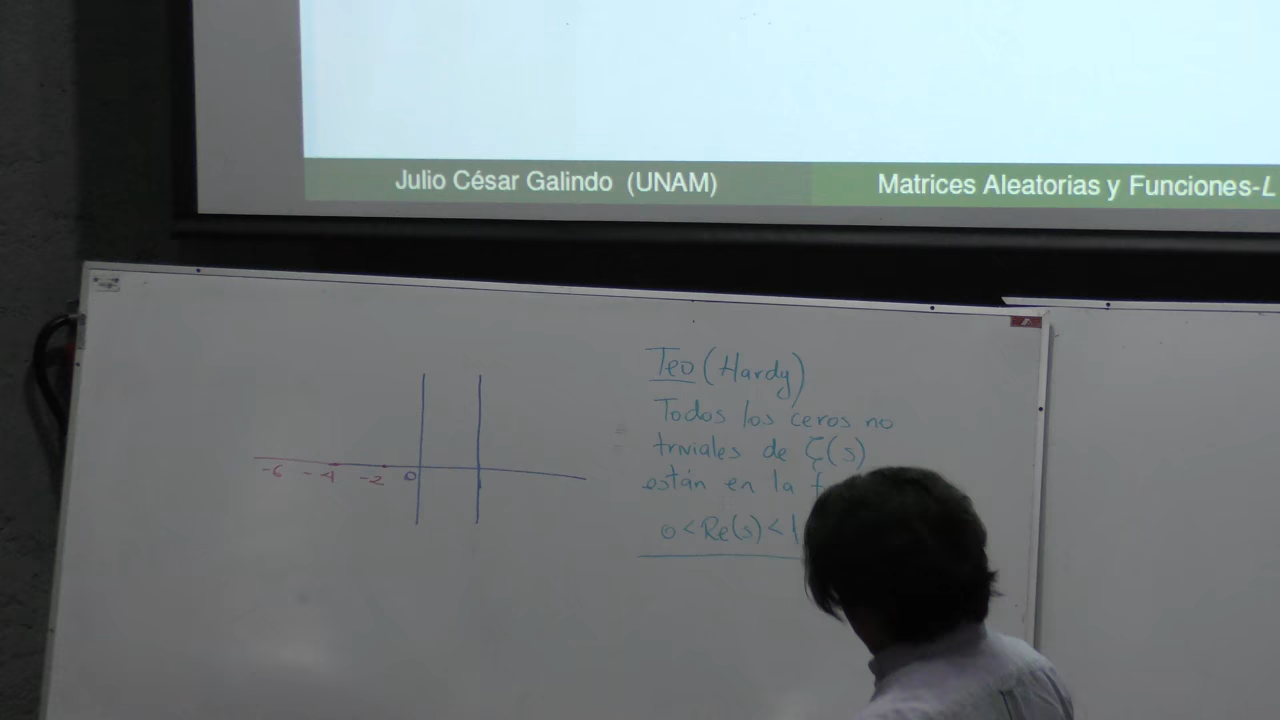 Julio César Galindo (UNAM)
Matrices Aleatorias y Funciones-L
Teo (Hardy)
Todos los ceros no
triviales de ζ(s)
están en la f
0<Re(s)<1
-6 -4 -2 0